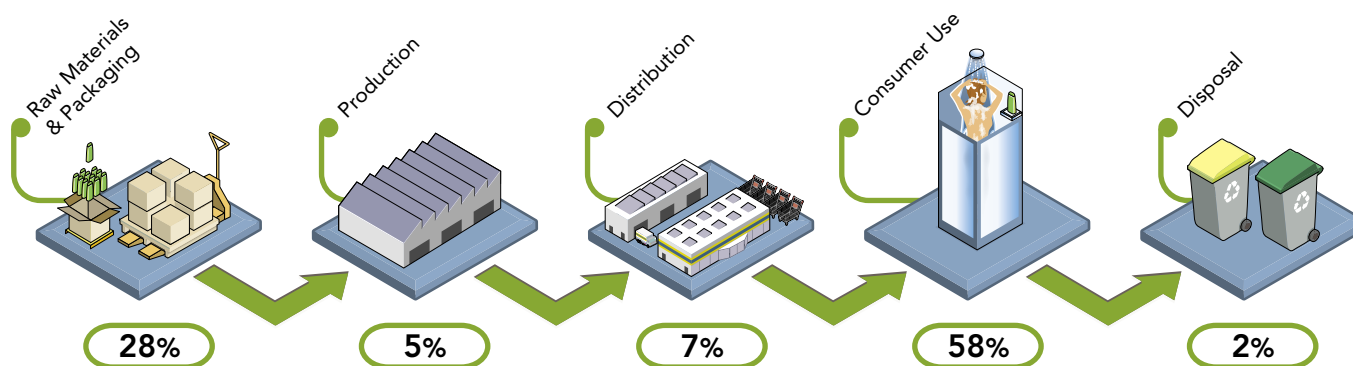 Raw Materials
& Packaging
Production
Distribution
Consumer Use
Disposal
28%
5%
7%
58%
2%